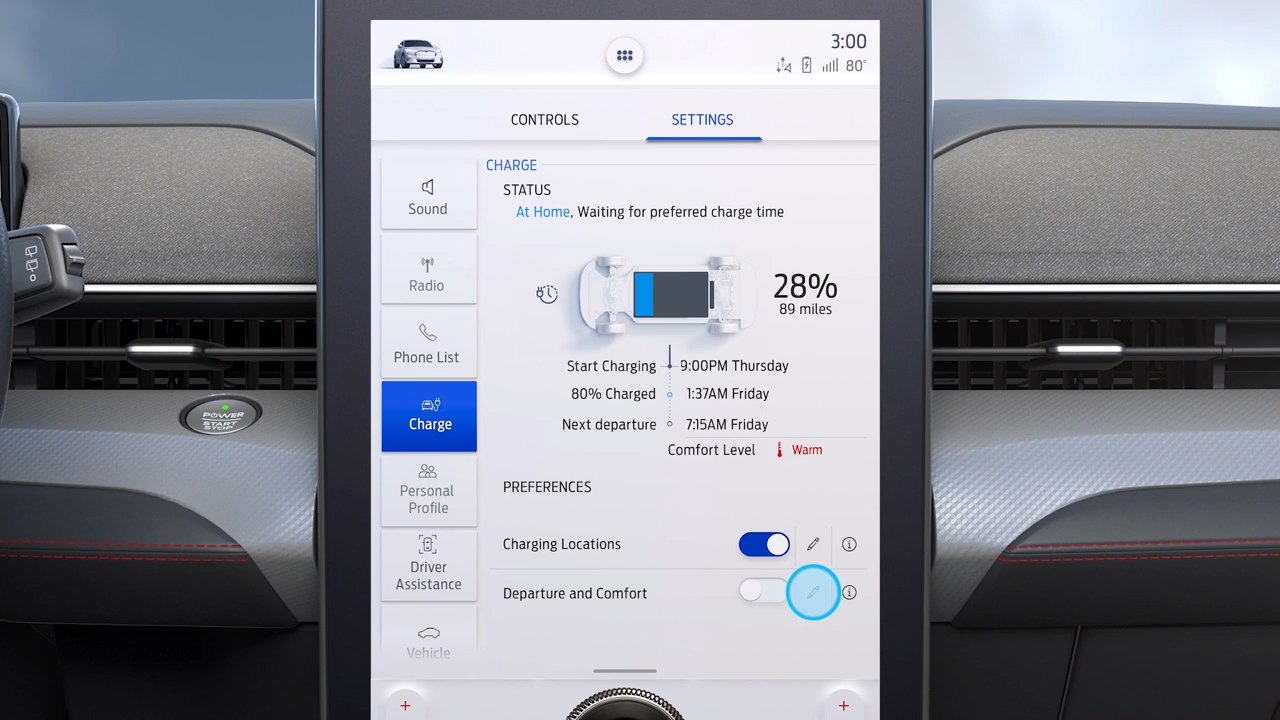 3:00
80°
CONTROLS
SETTINGS
CHARGE
STATUS
At Home, Waiting for preferred charge time
28%
89 miles
Start Charging 9:00PM Thursday
80% Charged 1:37AM Friday
Next departure 7:15AM Friday
Comfort Level Warm
PREFERENCES
Charging Locations
Departure and Comfort
Sound
Radio
Phone List
Charge
Personal
Profile
Driver
Assistance
Vehicle
POWER
START
STOP